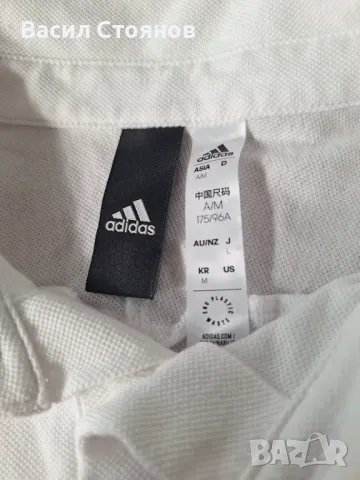 Васил Стоянов
adidas
adidas
ASIA D
A/M
中国尺码
A/M
175/96A
AU/NZ J
L
KR US
M
END PLASTIC WASTE
ADIDAS.COM/
BAZAR
bg